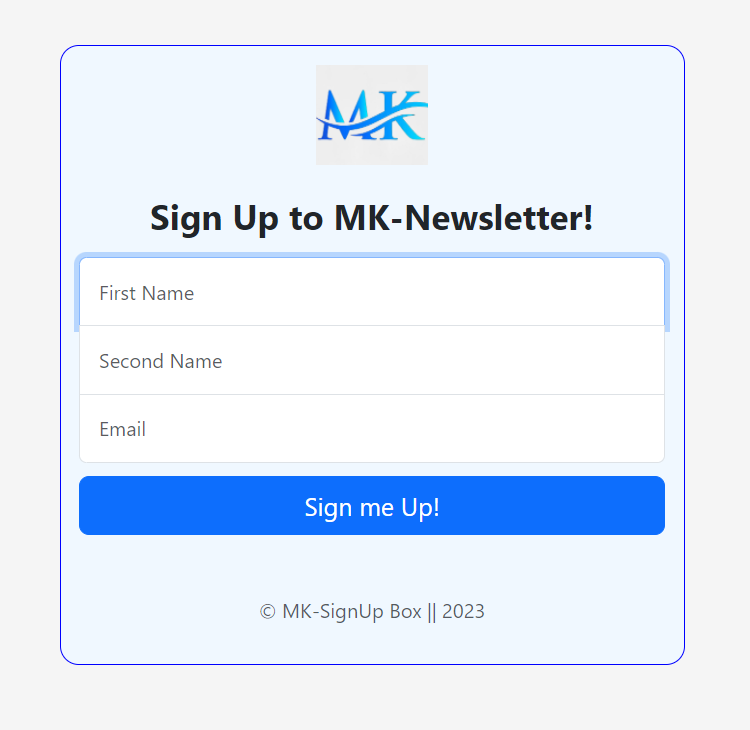 MK
Sign Up to MK-Newsletter!
First Name
Second Name
Email
Sign me Up!
© MK-SignUp Box || 2023